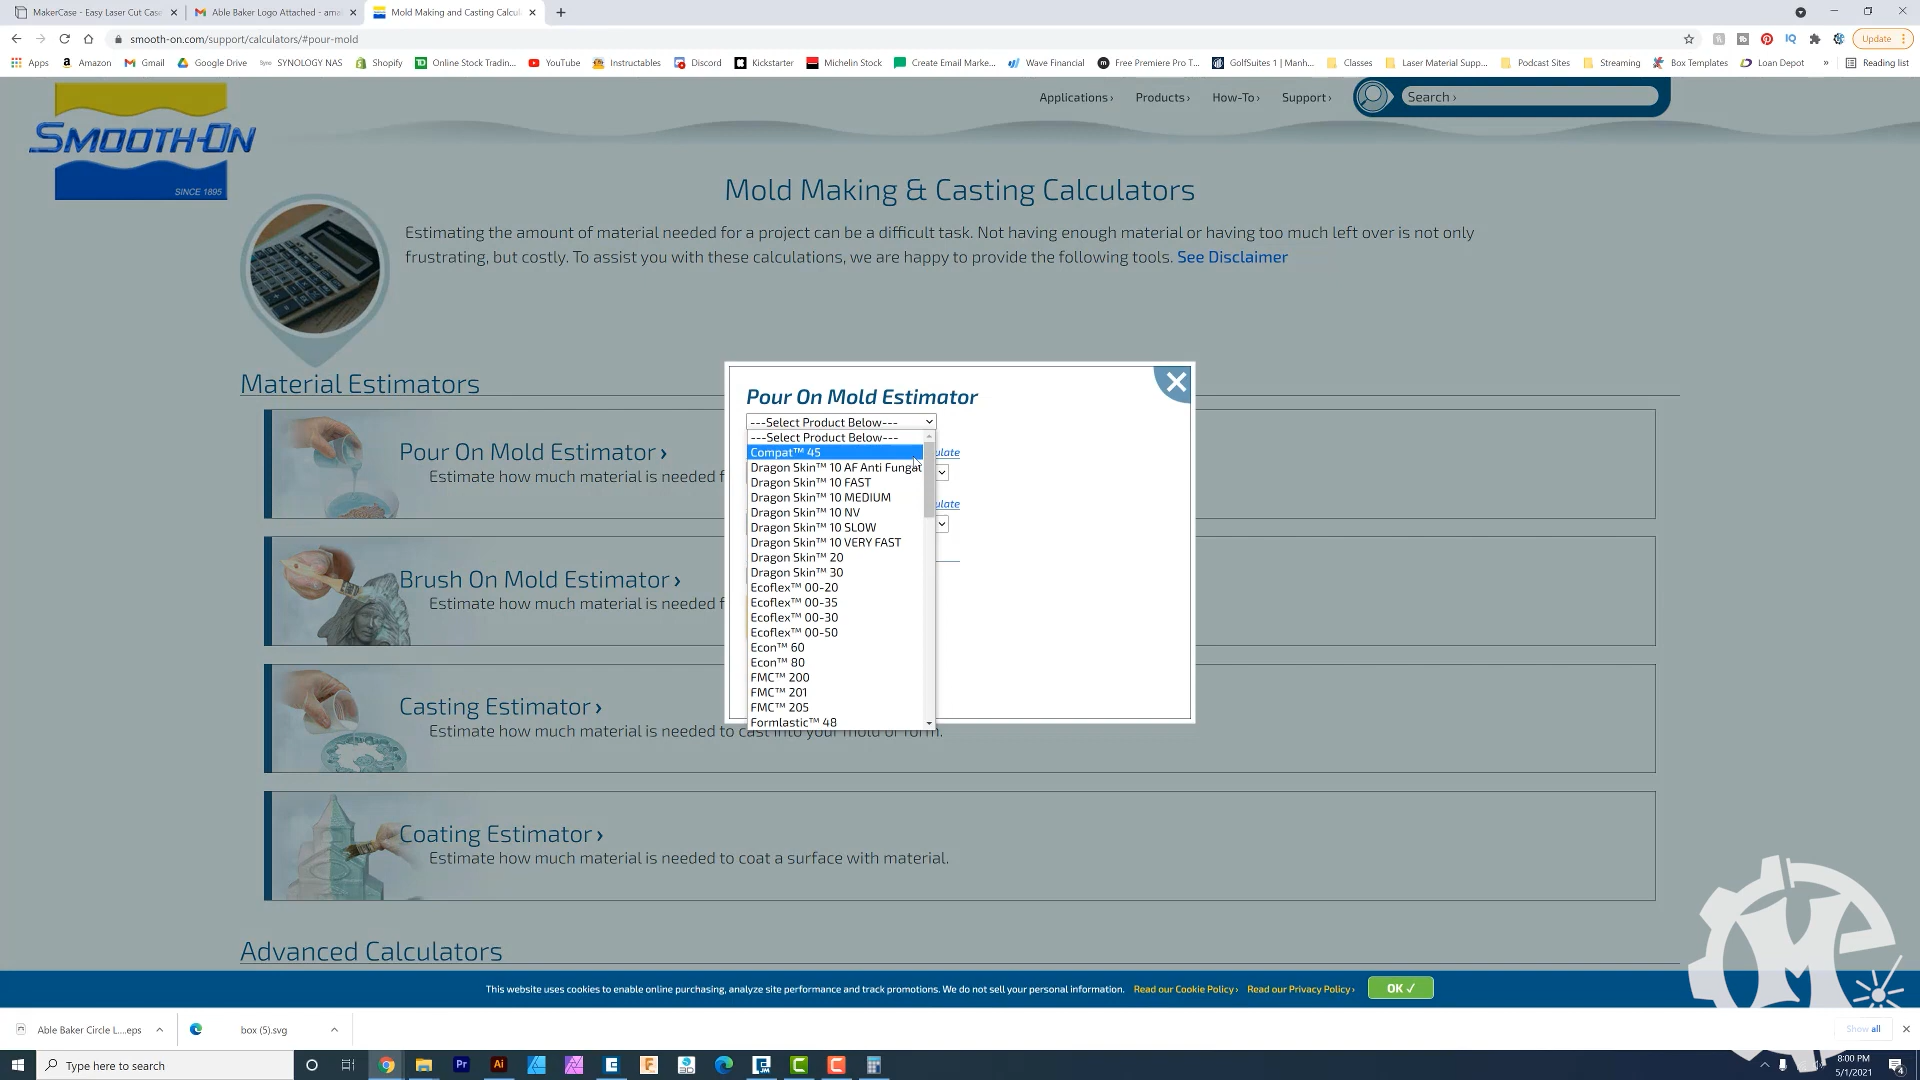 MakerCase - Easy Laser Cut Case
Able Baker Logo Attached - ama
Mold Making and Casting Calcul
smooth-on.com/support/calculators/#pour-mold
Update
Apps
Amazon
Gmail
Google Drive
SYNOLOGY NAS
Shopify
Online Stock Tradin...
YouTube
Instructables
Discord
Kickstarter
Michelin Stock
Create Email Marke...
Wave Financial
Free Premiere Pro T...
GolfSuites 1 | Manh...
Classes
Laser Material Supp...
Podcast Sites
Streaming
Box Templates
Loan Depot
»
Reading list
SMOOTH-ON
SINCE 1895
Applications ›
Products ›
How-To ›
Support ›
Search ›
Mold Making & Casting Calculators
Estimating the amount of material needed for a project can be a difficult task. Not having enough material or having too much left over is not only
frustrating, but costly. To assist you with these calculations, we are happy to provide the following tools. See Disclaimer
Material Estimators
Pour On Mold Estimator ›
Estimate how much material is needed f
Brush On Mold Estimator ›
Estimate how much material is needed f
Casting Estimator ›
Estimate how much material is needed to cast into your mold or form.
Coating Estimator ›
Estimate how much material is needed to coat a surface with material.
Advanced Calculators
Pour On Mold Estimator
---Select Product Below---
---Select Product Below---
Compat™ 45
Dragon Skin™ 10 AF Anti Fungal
Dragon Skin™ 10 FAST
Dragon Skin™ 10 MEDIUM
Dragon Skin™ 10 NV
Dragon Skin™ 10 SLOW
Dragon Skin™ 10 VERY FAST
Dragon Skin™ 20
Dragon Skin™ 30
Ecoflex™ 00-20
Ecoflex™ 00-35
Ecoflex™ 00-30
Ecoflex™ 00-50
Econ™ 60
Econ™ 80
FMC™ 200
FMC™ 201
FMC™ 205
Formlastic™ 48
ulate
ulate
This website uses cookies to enable online purchasing, analyze site performance and track promotions. We do not sell your personal information. Read our Cookie Policy › Read our Privacy Policy › OK ✓
Able Baker Circle L....eps
box (5).svg
Show all
Type here to search
8:00 PM
5/1/2021